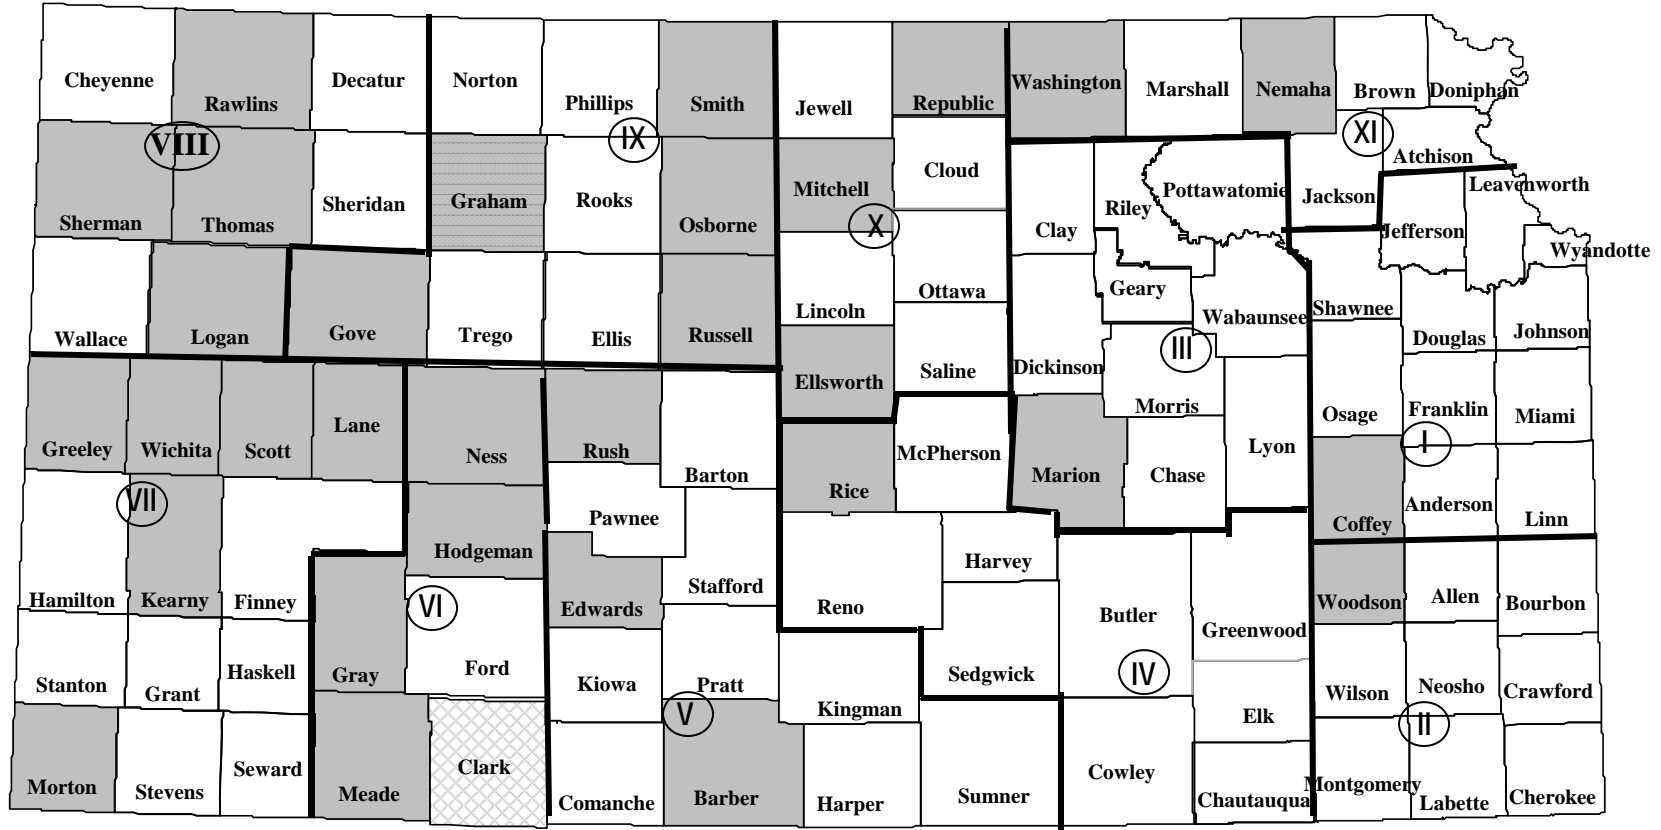 Cheyenne
Rawlins
Decatur
Norton
Phillips
Smith
Jewell
Republic
Washington
Marshall
Nemaha
Brown
Doniphan
VIII
IX
XI
Sherman
Thomas
Sheridan
Graham
Rooks
Osborne
Mitchell
Cloud
X
Clay
Riley
Pottawatomie
Jackson
Atchison
Jefferson
Leavenworth
Wyandotte
Wallace
Logan
Gove
Trego
Ellis
Russell
Lincoln
Ottawa
Geary
Wabaunsee
Shawnee
Douglas
Johnson
Ellsworth
Saline
Dickinson
III
Morris
Osage
Franklin
Miami
Greeley
Wichita
Scott
Lane
Ness
Rush
Barton
Rice
McPherson
Marion
Chase
Lyon
Coffey
I
Anderson
Linn
VII
Hamilton
Kearny
Finney
Hodgeman
Pawnee
Edwards
Stafford
Reno
Harvey
Butler
Greenwood
Woodson
Allen
Bourbon
VI
Stanton
Grant
Haskell
Gray
Ford
Kiowa
Pratt
V
Kingman
Sedgwick
IV
Elk
Wilson
Neosho
Crawford
II
Morton
Stevens
Seward
Meade
Clark
Comanche
Barber
Harper
Sumner
Cowley
Chautauqua
Montgomery
Labette
Cherokee